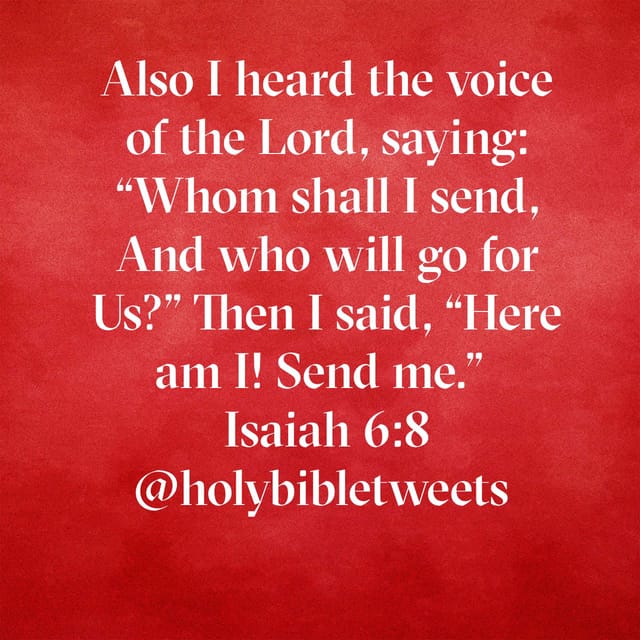 Also I heard the voice
of the Lord, saying:
“Whom shall I send,
And who will go for
Us?” Then I said, “Here
am I! Send me.”
Isaiah 6:8
@holybibletweets